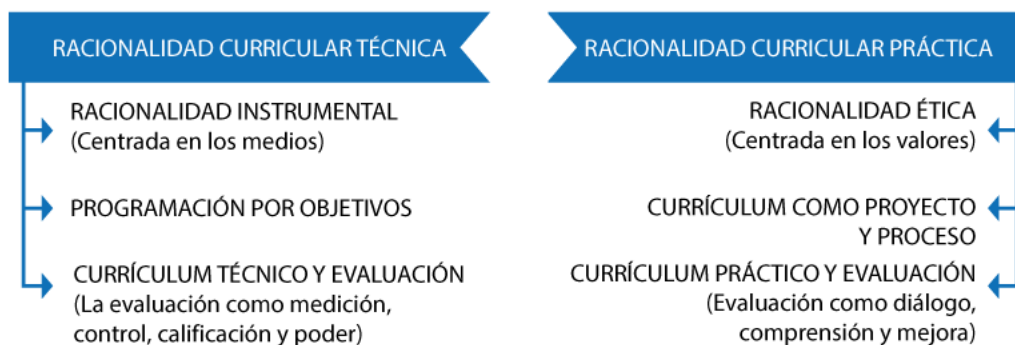 RACIONALIDAD CURRICULAR TÉCNICA
RACIONALIDAD INSTRUMENTAL
(Centrada en los medios)
PROGRAMACIÓN POR OBJETIVOS
CURRÍCULUM TÉCNICO Y EVALUACIÓN
(La evaluación como medición,
control, calificación y poder)
RACIONALIDAD CURRICULAR PRÁCTICA
RACIONALIDAD ÉTICA
(Centrada en los valores)
CURRÍCULUM COMO PROYECTO
Y PROCESO
CURRÍCULUM PRÁCTICO Y EVALUACIÓN
(Evaluación como diálogo,
comprensión y mejora)